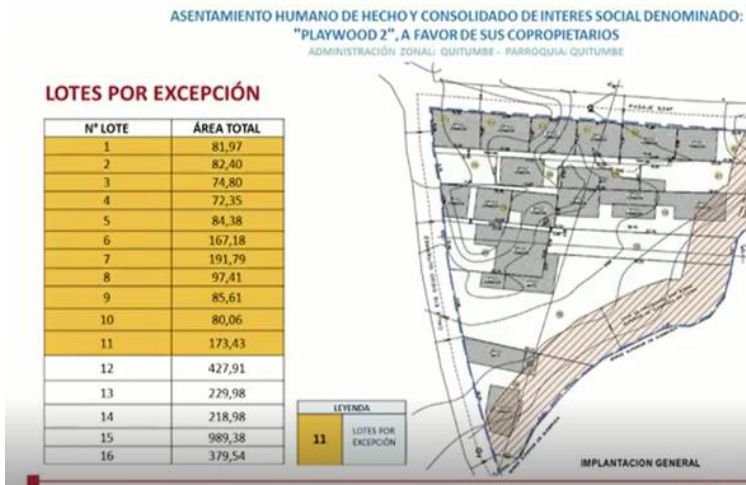 ASENTAMIENTO HUMANO DE HECHO Y CONSOLIDADO DE INTERES SOCIAL DENOMINADO:
"PLAYWOOD 2", A FAVOR DE SUS COPROPIETARIOS
ADMINISTRACIÓN ZONAL: QUITUMBE - PARROQUIA: QUITUMBE
LOTES POR EXCEPCIÓN
N° LOTE ÁREA TOTAL
1 81,97
2 82,40
3 74,80
4 72,35
5 84,38
6 167,18
7 191,79
8 97,41
9 85,61
10 80,06
11 173,43
12 427,91
13 229,98
14 218,98
15 989,38
16 379,54
LEYENDA
11 LOTES POR
EXCEPCIÓN
IMPLANTACION GENERAL